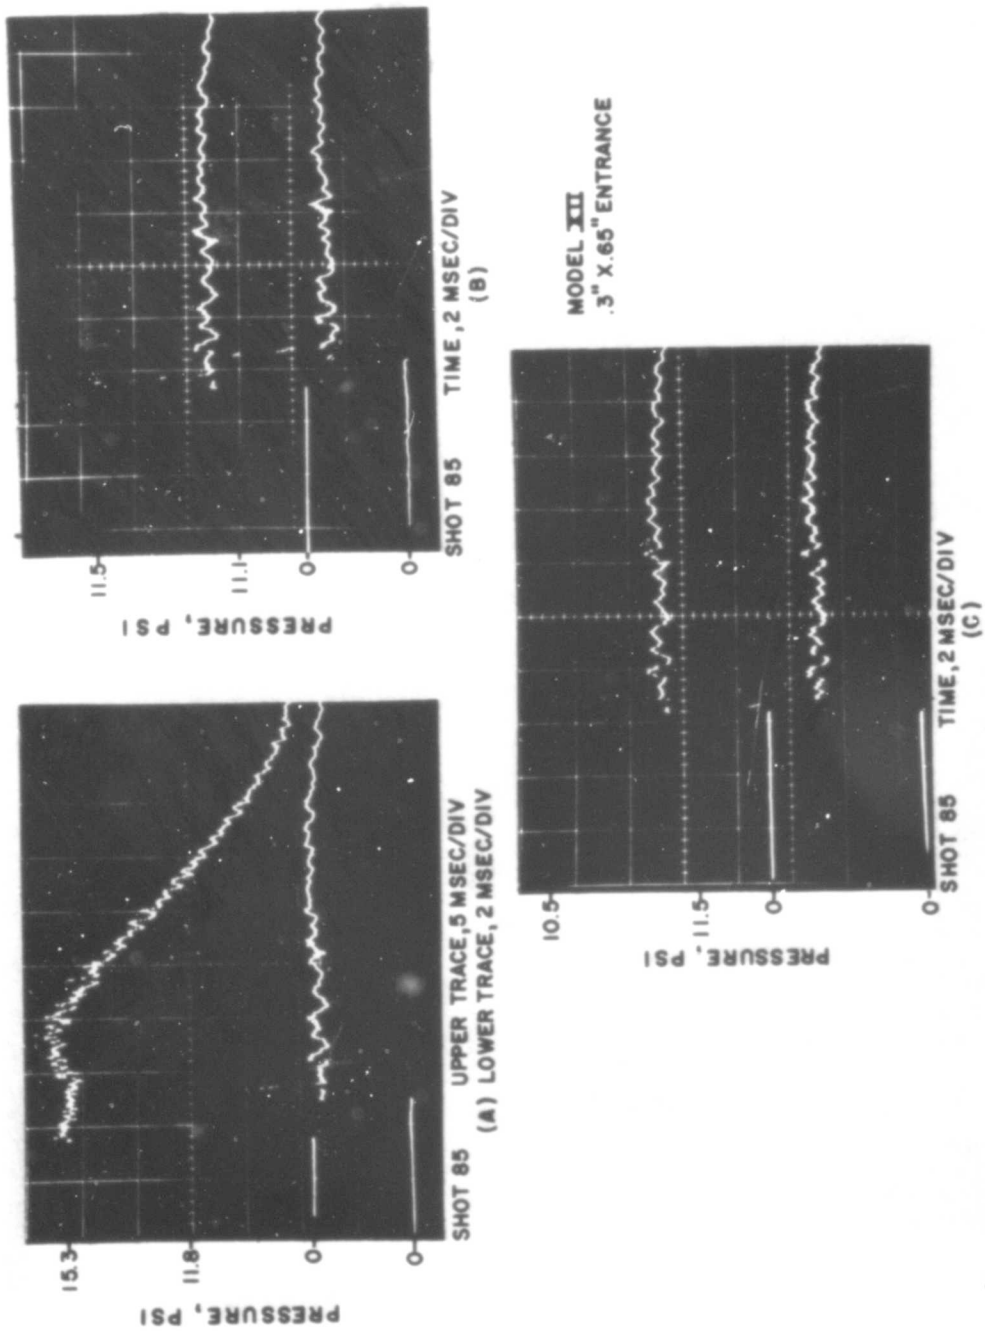 PRESSURE, PSI
15.3
11.8
0
0
SHOT 85 UPPER TRACE, 5 MSEC/DIV
(A) LOWER TRACE, 2 MSEC/DIV
PRESSURE, PSI
11.5
11.1
0
0
SHOT 85 TIME, 2 MSEC/DIV
(B)
PRESSURE, PSI
10.5
11.5
0
0
SHOT 85 TIME, 2 MSEC/DIV
(C)
MODEL XII
.3" X .65" ENTRANCE